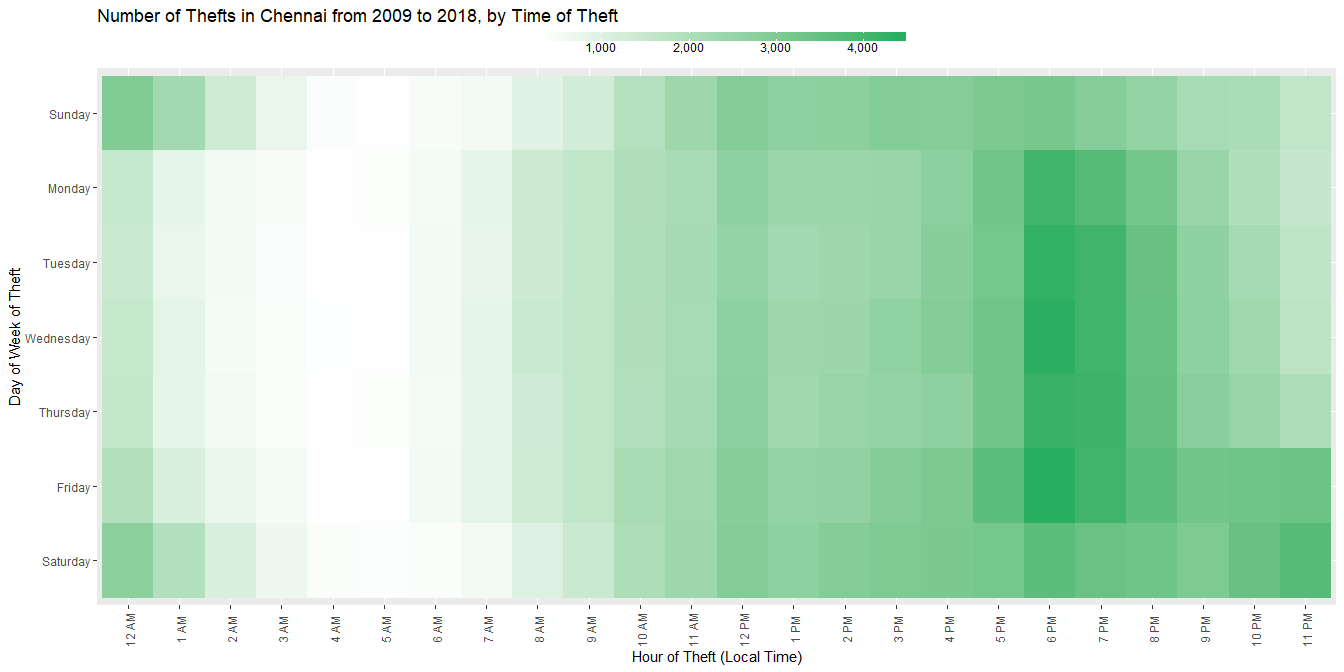 Number of Thefts in Chennai from 2009 to 2018, by Time of Theft
1,000 2,000 3,000 4,000
Day of Week of Theft
Sunday
Monday
Tuesday
Wednesday
Thursday
Friday
Saturday
12 AM 1 AM 2 AM 3 AM 4 AM 5 AM 6 AM 7 AM 8 AM 9 AM 10 AM 11 AM 12 PM 1 PM 2 PM 3 PM 4 PM 5 PM 6 PM 7 PM 8 PM 9 PM 10 PM 11 PM
Hour of Theft (Local Time)